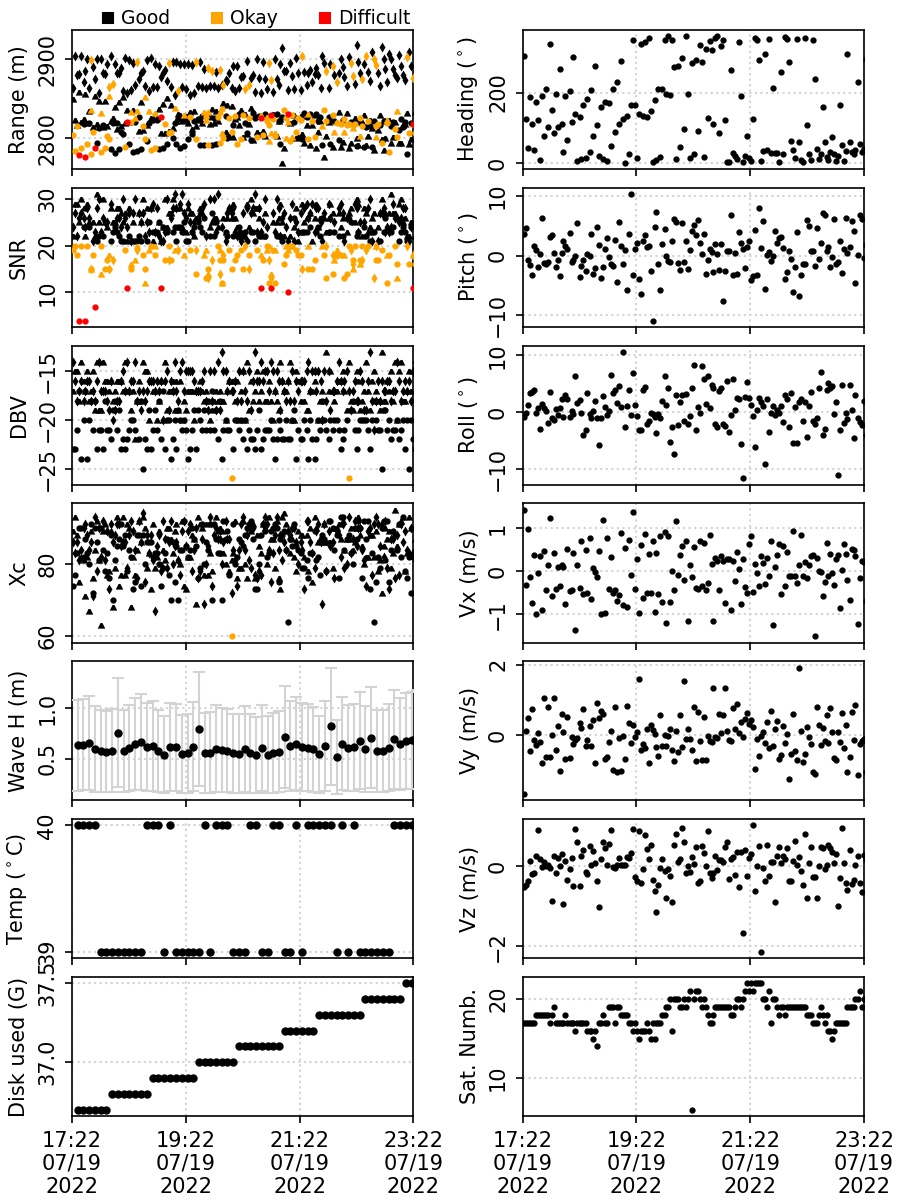 Good Okay Difficult
Range (m)
2900
2800
Heading (°)
200
0
SNR
30
20
10
Pitch (°)
10
0
−10
DBV
−15
−20
−25
Roll (°)
10
0
−10
Xc
80
60
Vx (m/s)
1
0
−1
Wave H (m)
1.0
0.5
Vy (m/s)
2
0
Temp (°C)
40
39
Vz (m/s)
0
−2
Disk used (G)
37.5
37.0
Sat. Numb.
20
10
17:22 19:22 21:22 23:22
07/19 07/19 07/19 07/19
2022 2022 2022 2022
17:22 19:22 21:22 23:22
07/19 07/19 07/19 07/19
2022 2022 2022 2022